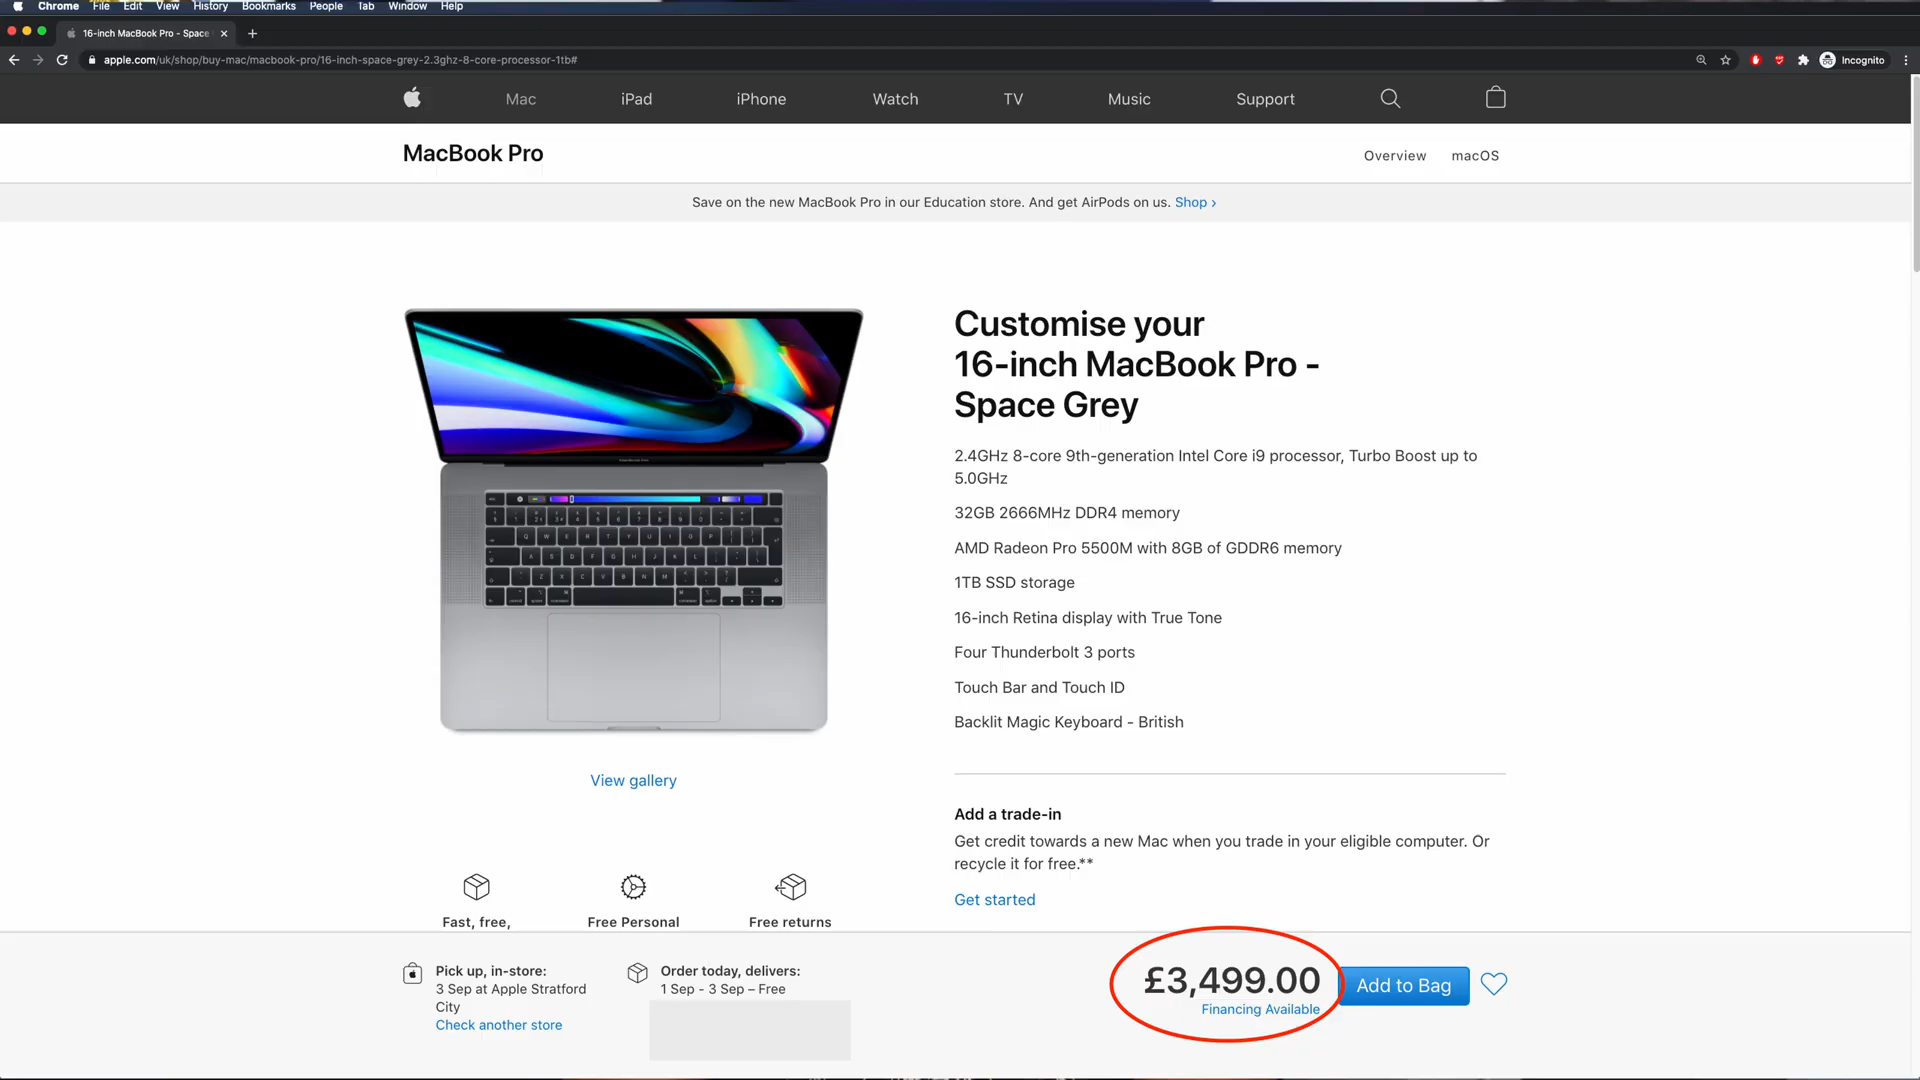 Chrome File Edit View History Bookmarks People Tab Window Help
16-inch MacBook Pro - Space
apple.com/uk/shop/buy-mac/macbook-pro/16-inch-space-grey-2.3ghz-8-core-processor-1tb#
Incognito
Mac iPad iPhone Watch TV Music Support
MacBook Pro
Overview macOS
Save on the new MacBook Pro in our Education store. And get AirPods on us. Shop ›
Customise your
16-inch MacBook Pro -
Space Grey
2.4GHz 8-core 9th-generation Intel Core i9 processor, Turbo Boost up to
5.0GHz
32GB 2666MHz DDR4 memory
AMD Radeon Pro 5500M with 8GB of GDDR6 memory
1TB SSD storage
16-inch Retina display with True Tone
Four Thunderbolt 3 ports
Touch Bar and Touch ID
Backlit Magic Keyboard - British
View gallery
Add a trade-in
Get credit towards a new Mac when you trade in your eligible computer. Or
recycle it for free.**
Get started
Fast, free,
Free Personal
Free returns
Pick up, in-store:
3 Sep at Apple Stratford
City
Check another store
Order today, delivers:
1 Sep - 3 Sep – Free
£3,499.00
Financing Available
Add to Bag